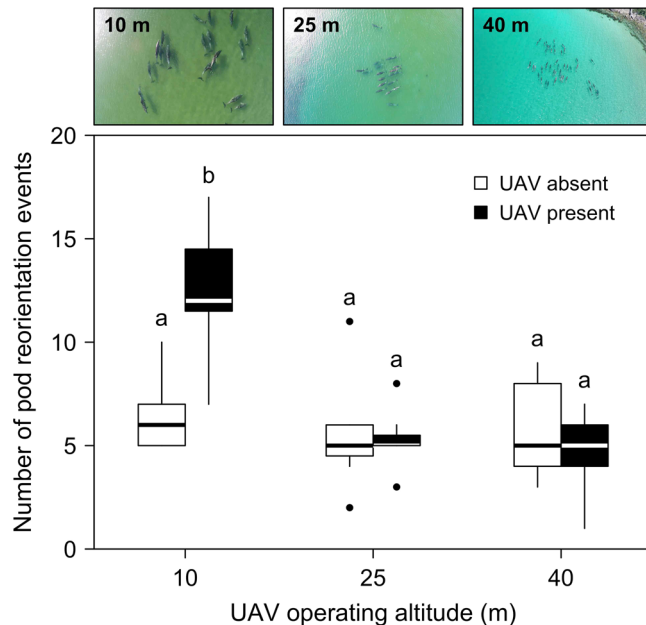 10 m
25 m
40 m
20
15
10
5
0
Number of pod reorientation events
UAV absent
UAV present
a
b
a
a
a
a
10
25
40
UAV operating altitude (m)